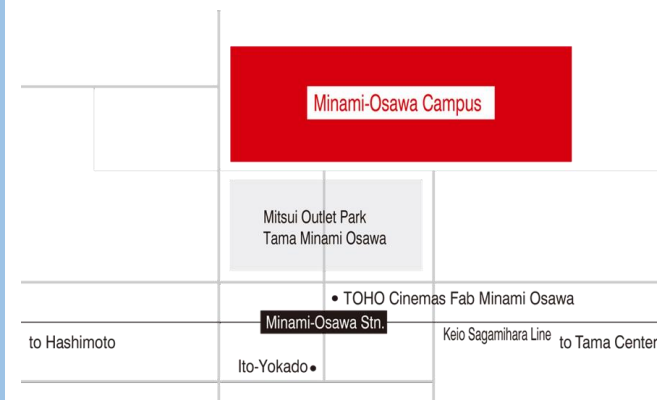 Minami-Osawa Campus
Mitsui Outlet Park
Tama Minami Osawa
TOHO Cinemas Fab Minami Osawa
Minami-Osawa Stn.
Keio Sagamihara Line
to Hashimoto
to Tama Center
Ito-Yokado